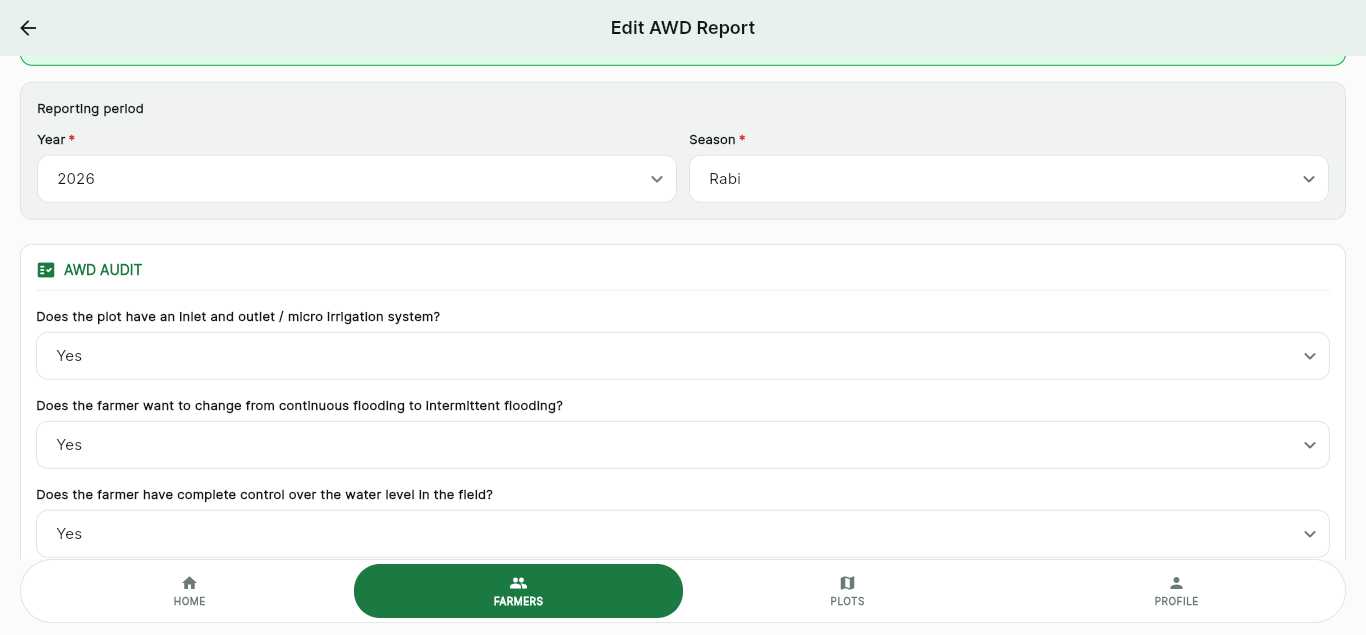 Edit AWD Report
Reporting period
Year *
Season *
2026
Rabi
AWD AUDIT
Does the plot have an inlet and outlet / micro irrigation system?
Yes
Does the farmer want to change from continuous flooding to intermittent flooding?
Yes
Does the farmer have complete control over the water level in the field?
Yes
HOME
FARMERS
PLOTS
PROFILE